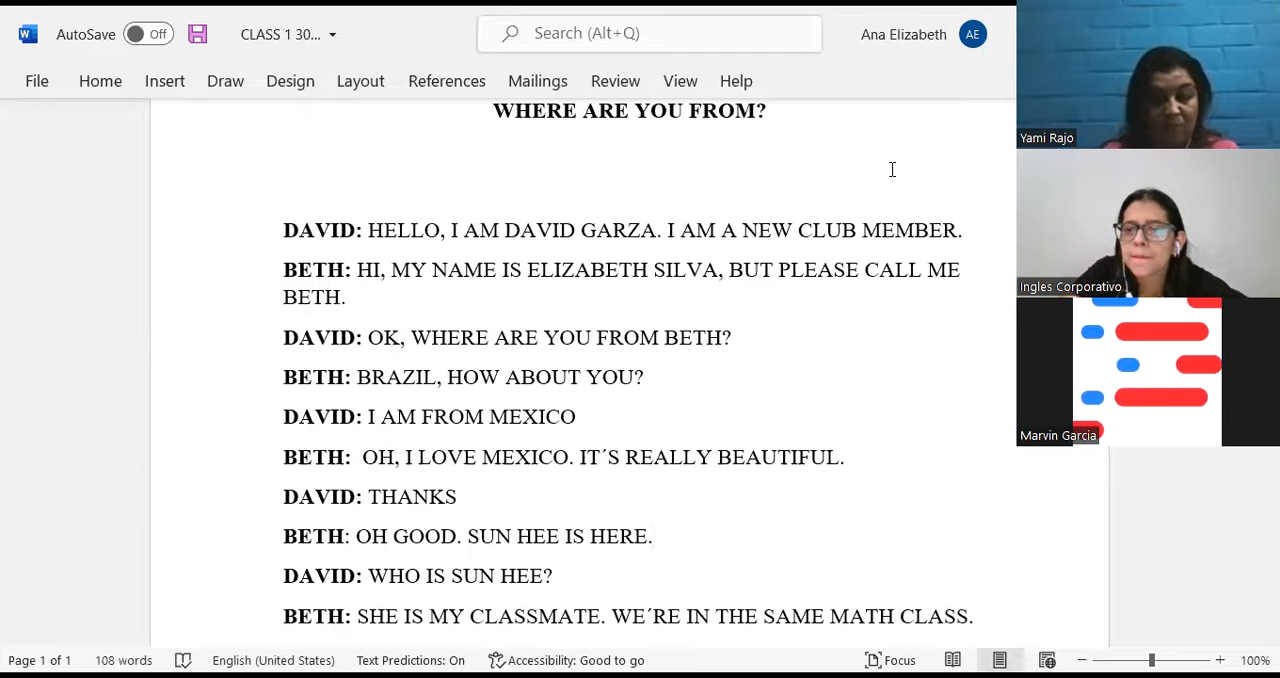 AutoSave Off CLASS 1 30... Search (Alt+Q) Ana Elizabeth AE
File Home Insert Draw Design Layout References Mailings Review View Help
WHERE ARE YOU FROM?
DAVID: HELLO, I AM DAVID GARZA. I AM A NEW CLUB MEMBER.
BETH: HI, MY NAME IS ELIZABETH SILVA, BUT PLEASE CALL ME
BETH.
DAVID: OK, WHERE ARE YOU FROM BETH?
BETH: BRAZIL, HOW ABOUT YOU?
DAVID: I AM FROM MEXICO
BETH: OH, I LOVE MEXICO. IT´S REALLY BEAUTIFUL.
DAVID: THANKS
BETH: OH GOOD. SUN HEE IS HERE.
DAVID: WHO IS SUN HEE?
BETH: SHE IS MY CLASSMATE. WE´RE IN THE SAME MATH CLASS.
Page 1 of 1 108 words English (United States) Text Predictions: On Accessibility: Good to go Focus 100%
Yami Rajo
Ingles Corporativo
Marvin Garcia